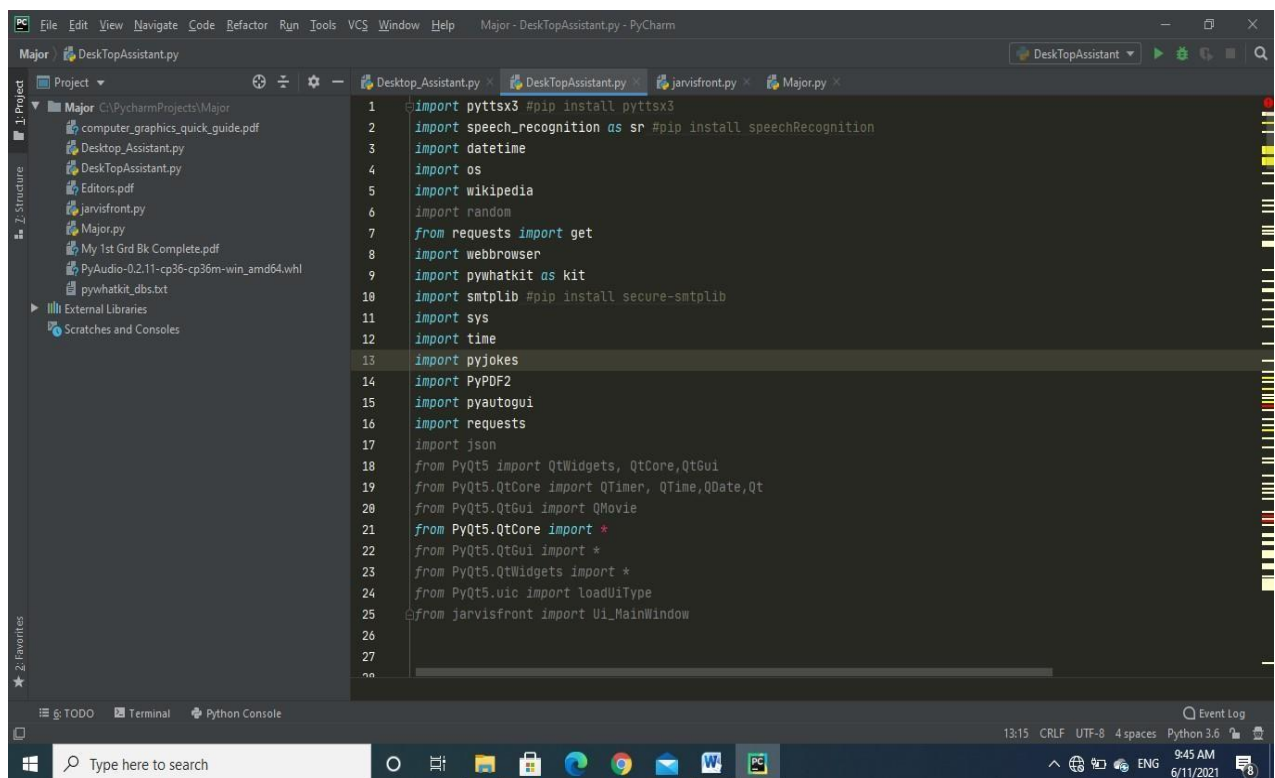 File Edit View Navigate Code Refactor Run Tools VCS Window Help Major - DeskTopAssistant.py - PyCharm
Major DeskTopAssistant.py DeskTopAssistant
Project Desktop_Assistant.py DeskTopAssistant.py jarvisfront.py Major.py
1: Project
Z: Structure
2: Favorites
Major C:\PycharmProjects\Major
computer_graphics_quick_guide.pdf
Desktop_Assistant.py
DeskTopAssistant.py
Editors.pdf
jarvisfront.py
Major.py
My 1st Grd Bk Complete.pdf
PyAudio-0.2.11-cp36-cp36m-win_amd64.whl
pywhatkit_dbs.txt
External Libraries
Scratches and Consoles
1 import pyttsx3 #pip install pyttsx3
2 import speech_recognition as sr #pip install speechRecognition
3 import datetime
4 import os
5 import wikipedia
6 import random
7 from requests import get
8 import webbrowser
9 import pywhatkit as kit
10 import smtplib #pip install secure-smtplib
11 import sys
12 import time
13 import pyjokes
14 import PyPDF2
15 import pyautogui
16 import requests
17 import json
18 from PyQt5 import QtWidgets, QtCore,QtGui
19 from PyQt5.QtCore import QTimer, QTime,QDate,Qt
20 from PyQt5.QtGui import QMovie
21 from PyQt5.QtCore import *
22 from PyQt5.QtGui import *
23 from PyQt5.QtWidgets import *
24 from PyQt5.uic import loadUiType
25 from jarvisfront import Ui_MainWindow
26
27
28
6: TODO Terminal Python Console Event Log
13:15 CRLF UTF-8 4 spaces Python 3.6
Type here to search ENG 9:45 AM
6/11/2021 8